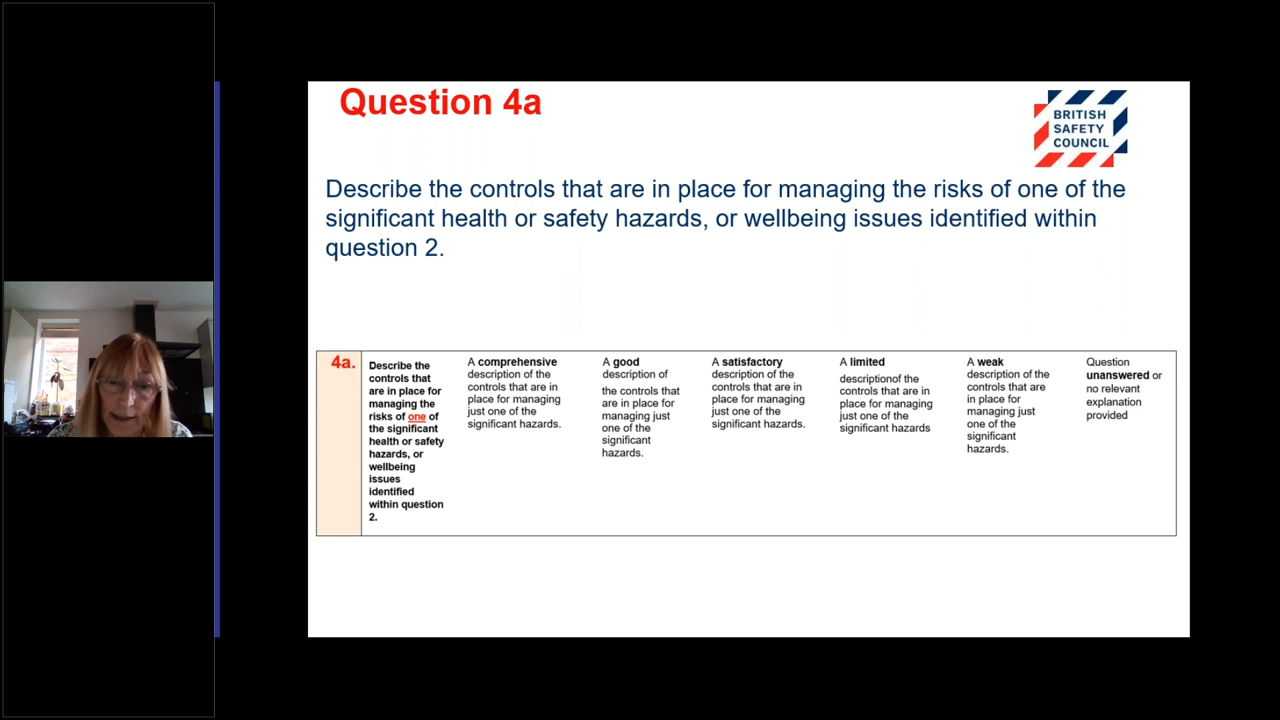 Question 4a
BRITISH
SAFETY
COUNCIL
Describe the controls that are in place for managing the risks of one of the
significant health or safety hazards, or wellbeing issues identified within
question 2.
4a.
Describe the
controls that
are in place for
managing the
risks of one of
the significant
health or safety
hazards, or
wellbeing
issues
identified
within question
2.
A comprehensive
description of the
controls that are in
place for managing
just one of the
significant hazards.
A good
description of
the controls that
are in place for
managing just
one of the
significant
hazards.
A satisfactory
description of the
controls that are in
place for managing
just one of the
significant hazards.
A limited
descriptionof the
controls that are in
place for managing
just one of the
significant hazards
A weak
description of the
controls that are
in place for
managing just
one of the
significant
hazards.
Question
unanswered or
no relevant
explanation
provided